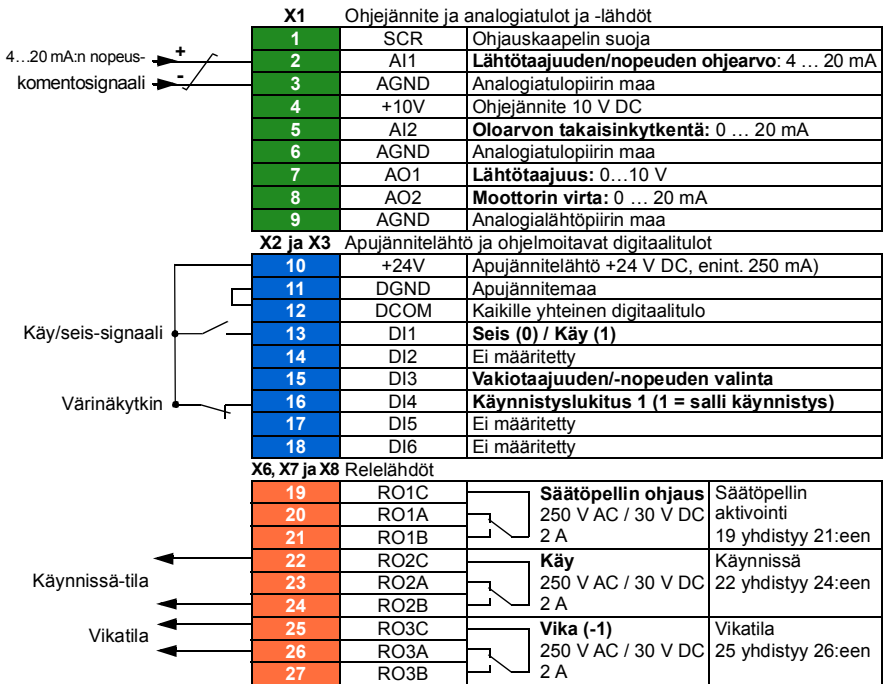 X1 Ohjejännite ja analogiatulot ja -lähdöt
1 SCR Ohjauskaapelin suoja
4…20 mA:n nopeus- + 2 AI1 Lähtötaajuuden/nopeuden ohjearvo: 4 … 20 mA
komentosignaali - 3 AGND Analogiatulopiirin maa
4 +10V Ohjejännite 10 V DC
5 AI2 Oloarvon takaisinkytkentä: 0 … 20 mA
6 AGND Analogiatulopiirin maa
7 AO1 Lähtötaajuus: 0…10 V
8 AO2 Moottorin virta: 0 … 20 mA
9 AGND Analogialähtöpiirin maa
X2 ja X3 Apujännitelähtö ja ohjelmoitavat digitaalitulot
10 +24V Apujännitelähtö +24 V DC, enint. 250 mA)
11 DGND Apujännitemaa
12 DCOM Kaikille yhteinen digitaalitulo
Käy/seis-signaali 13 DI1 Seis (0) / Käy (1)
14 DI2 Ei määritetty
15 DI3 Vakiotaajuuden/-nopeuden valinta
Värinäkytkin 16 DI4 Käynnistyslukitus 1 (1 = salli käynnistys)
17 DI5 Ei määritetty
18 DI6 Ei määritetty
X6, X7 ja X8 Relelähdöt
19 RO1C Säätöpellin ohjaus Säätöpellin
20 RO1A 250 V AC / 30 V DC aktivointi
21 RO1B 2 A 19 yhdistyy 21:een
22 RO2C Käy Käynnissä
Käynnissä-tila 23 RO2A 250 V AC / 30 V DC 22 yhdistyy 24:een
24 RO2B 2 A
Vikatila 25 RO3C Vika (-1) Vikatila
26 RO3A 250 V AC / 30 V DC 25 yhdistyy 26:een
27 RO3B 2 A